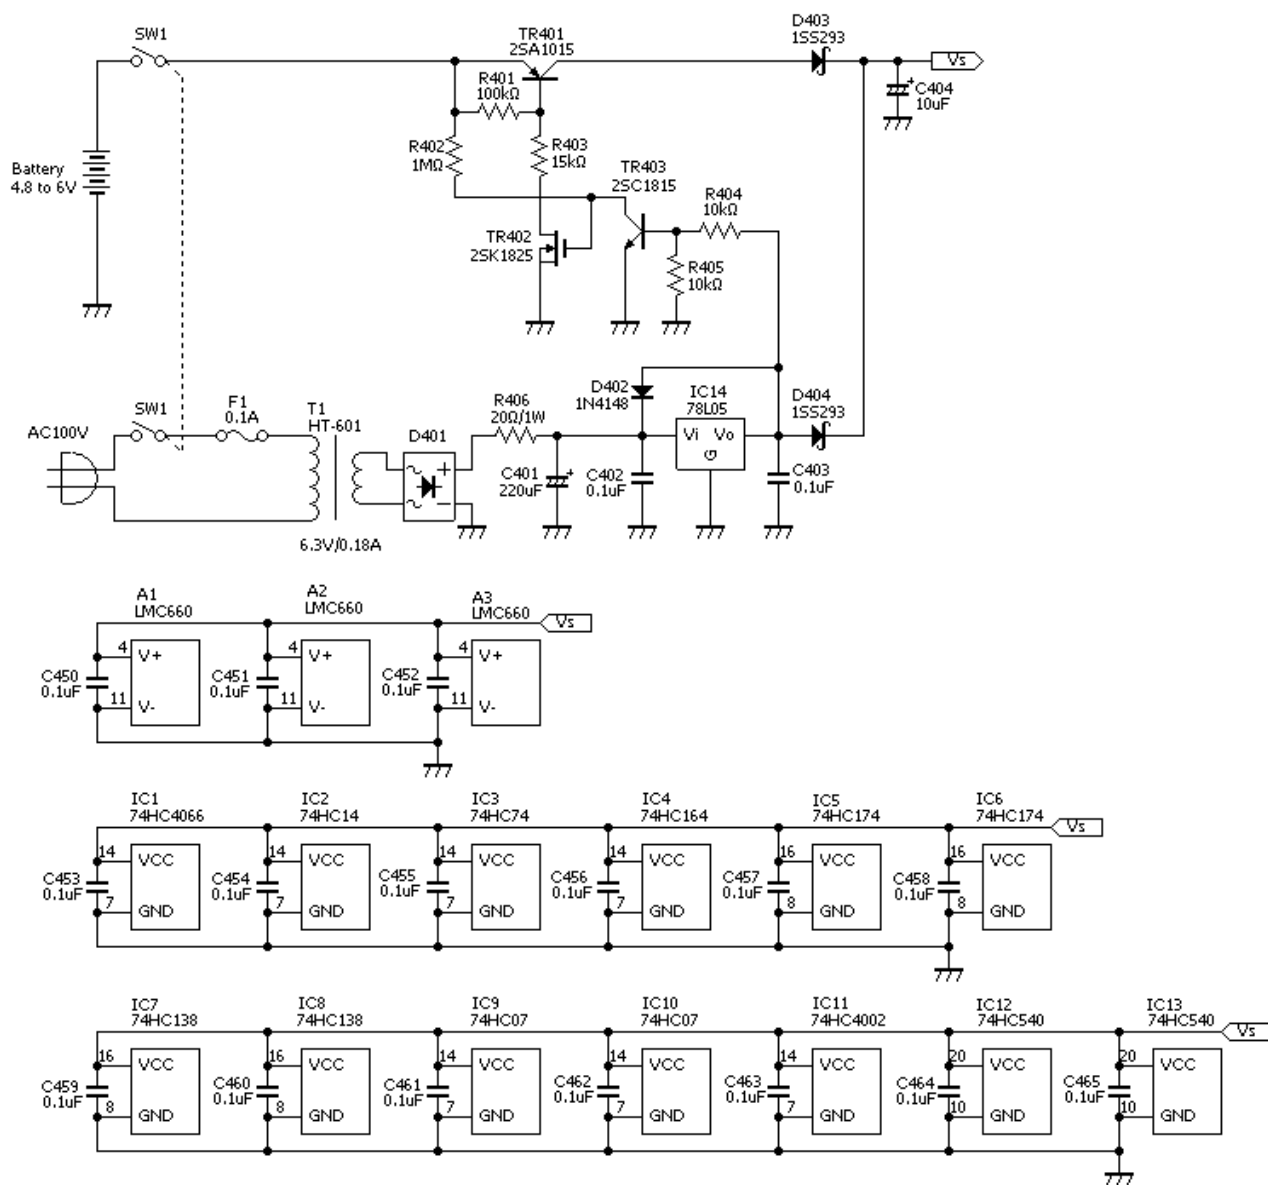 SW1
TR401
2SA1015
D403
1SS293
Vs
R401
100kΩ
C404
10uF
+
R402
1MΩ
R403
15kΩ
Battery
4.8 to 6V
TR403
2SC1815
R404
10kΩ
TR402
2SK1825
R405
10kΩ
SW1
F1
0.1A
T1
HT-601
AC100V
D401
R406
20Ω/1W
D402
1N4148
IC14
78L05
D404
1SS293
Vi Vo
G
+
−
C401
220uF
+
C402
0.1uF
C403
0.1uF
6.3V/0.18A
A1
LMC660
A2
LMC660
A3
LMC660
Vs
4 V+
4 V+
4 V+
C450
0.1uF
C451
0.1uF
C452
0.1uF
11 V-
11 V-
11 V-
IC1
74HC4066
IC2
74HC14
IC3
74HC74
IC4
74HC164
IC5
74HC174
IC6
74HC174
Vs
14 VCC
14 VCC
14 VCC
14 VCC
16 VCC
16 VCC
C453
0.1uF
C454
0.1uF
C455
0.1uF
C456
0.1uF
C457
0.1uF
C458
0.1uF
7 GND
7 GND
7 GND
7 GND
8 GND
8 GND
IC7
74HC138
IC8
74HC138
IC9
74HC07
IC10
74HC07
IC11
74HC4002
IC12
74HC540
IC13
74HC540
Vs
16 VCC
16 VCC
14 VCC
14 VCC
14 VCC
20 VCC
20 VCC
C459
0.1uF
C460
0.1uF
C461
0.1uF
C462
0.1uF
C463
0.1uF
C464
0.1uF
C465
0.1uF
8 GND
8 GND
7 GND
7 GND
7 GND
10 GND
10 GND